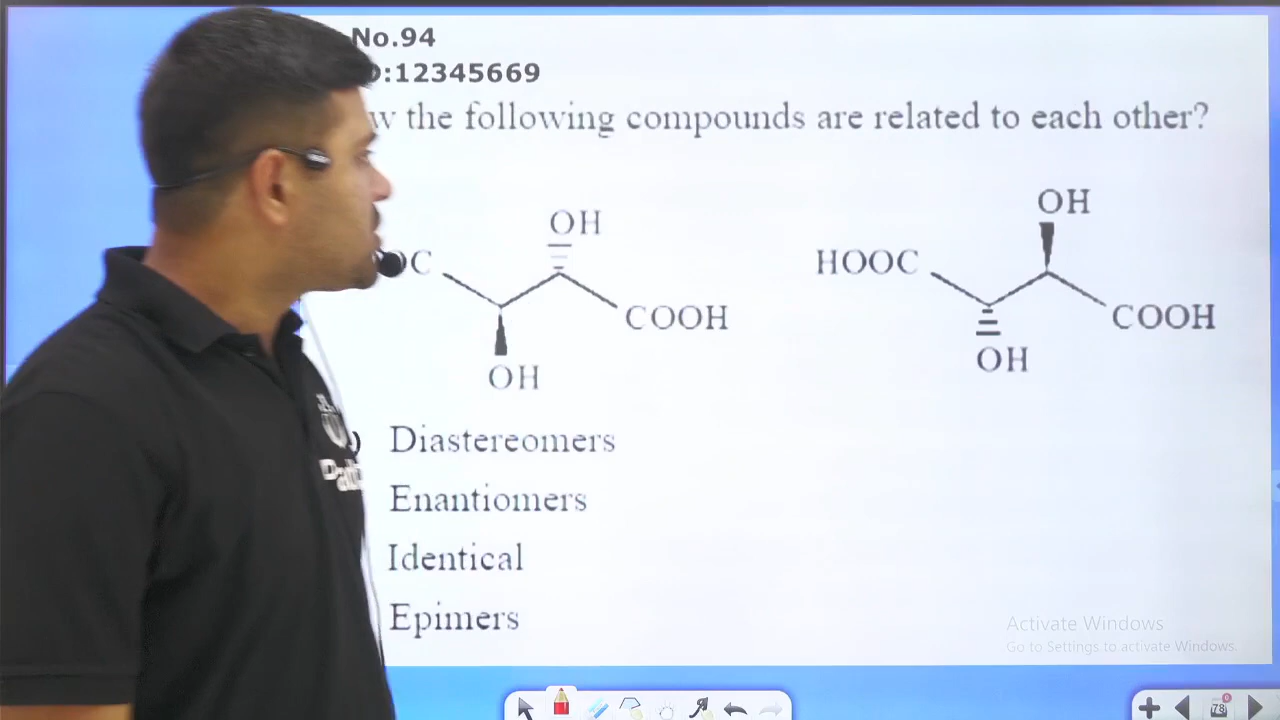 No.94
:12345669
the following compounds are related to each other?
OH
COOH
OH
OH
HOOC
COOH
OH
Diastereomers
Enantiomers
Identical
Epimers
Activate Windows
Go to Settings to activate Windows.
78